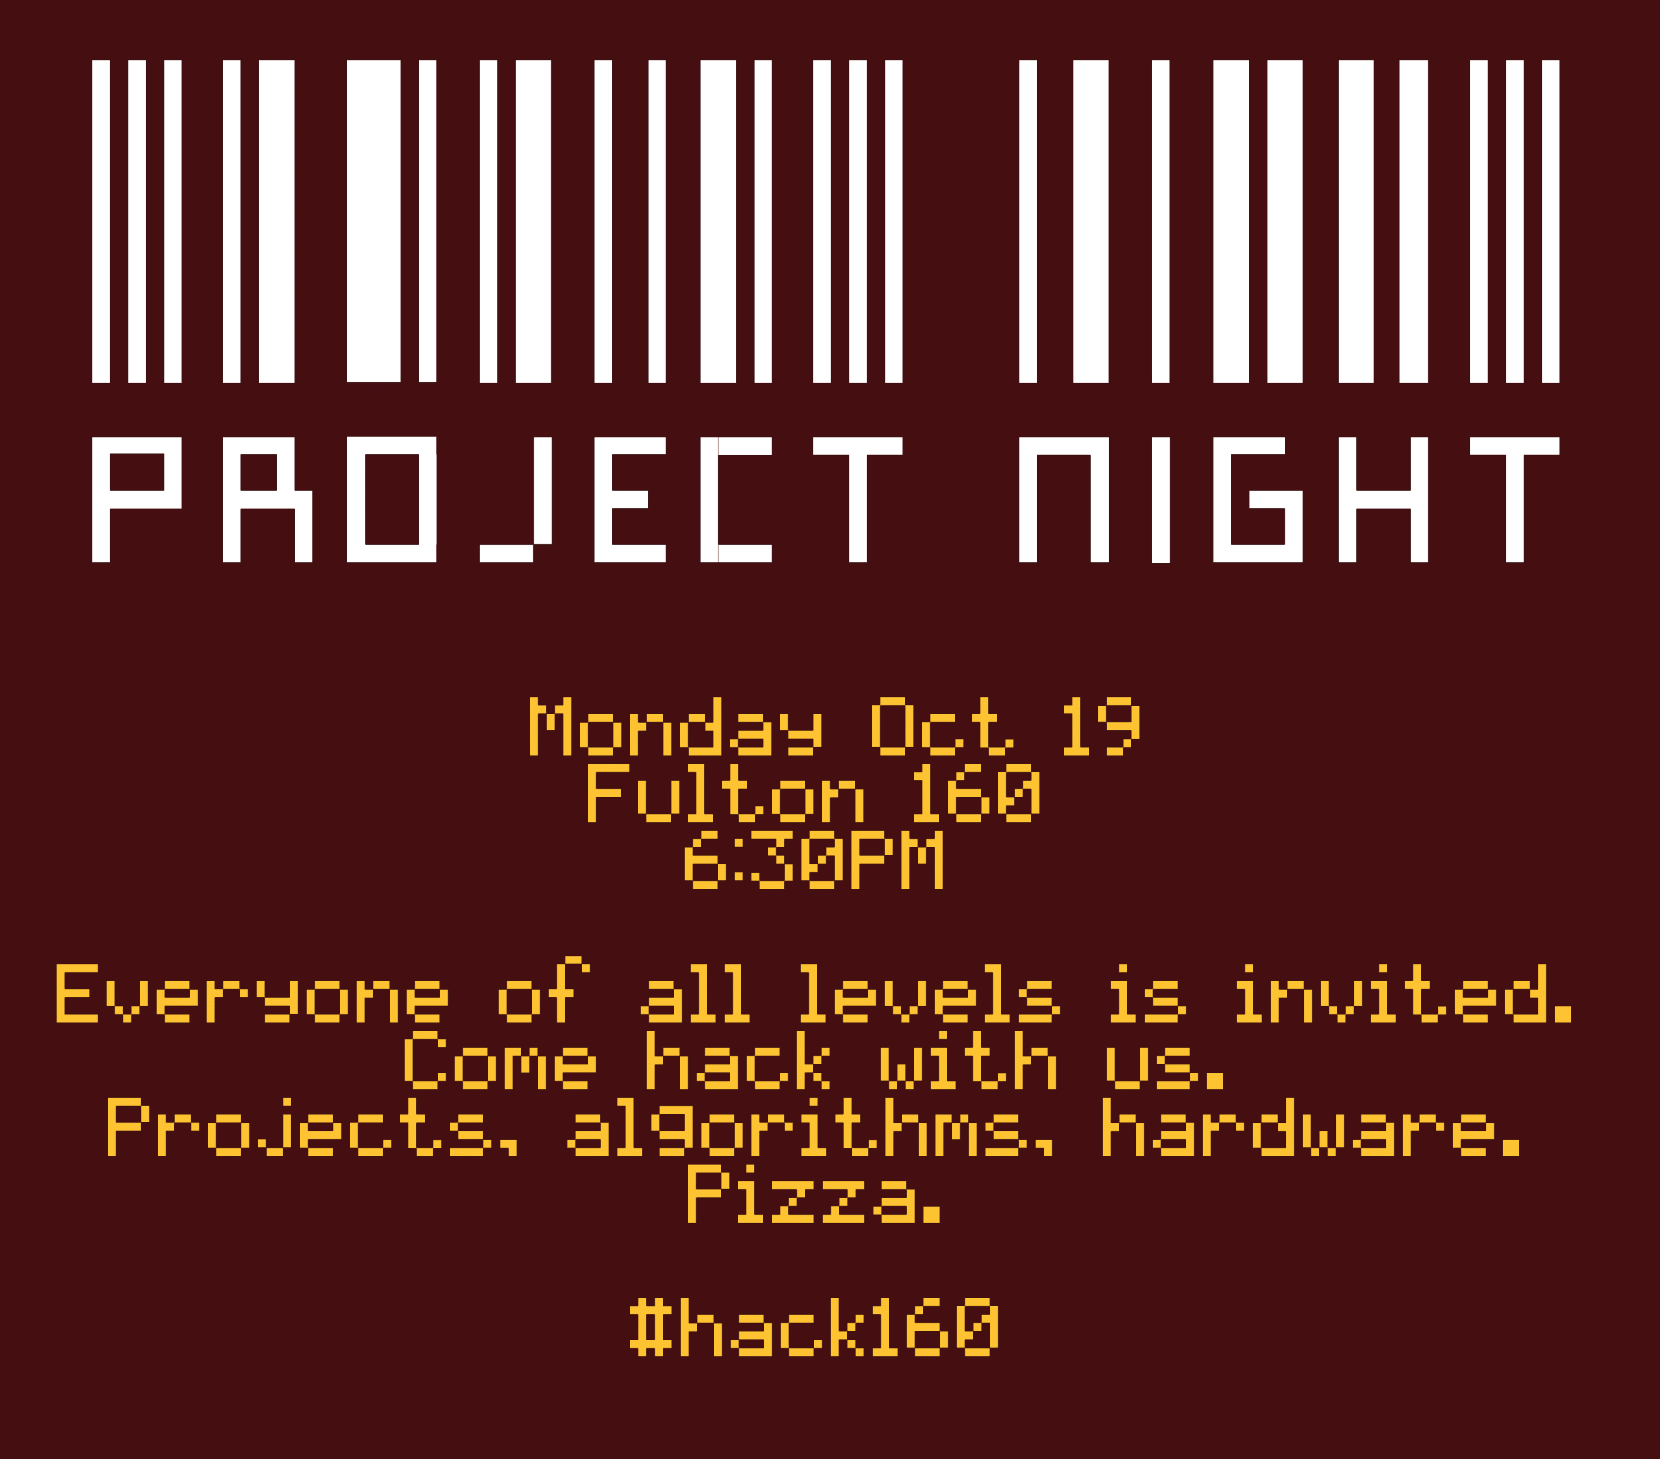 PROJECT NIGHT
Monday Oct 19
Fulton 160
6:30PM
Everyone of all levels is invited.
Come hack with us.
Projects, algorithms, hardware.
Pizza.
#hack160